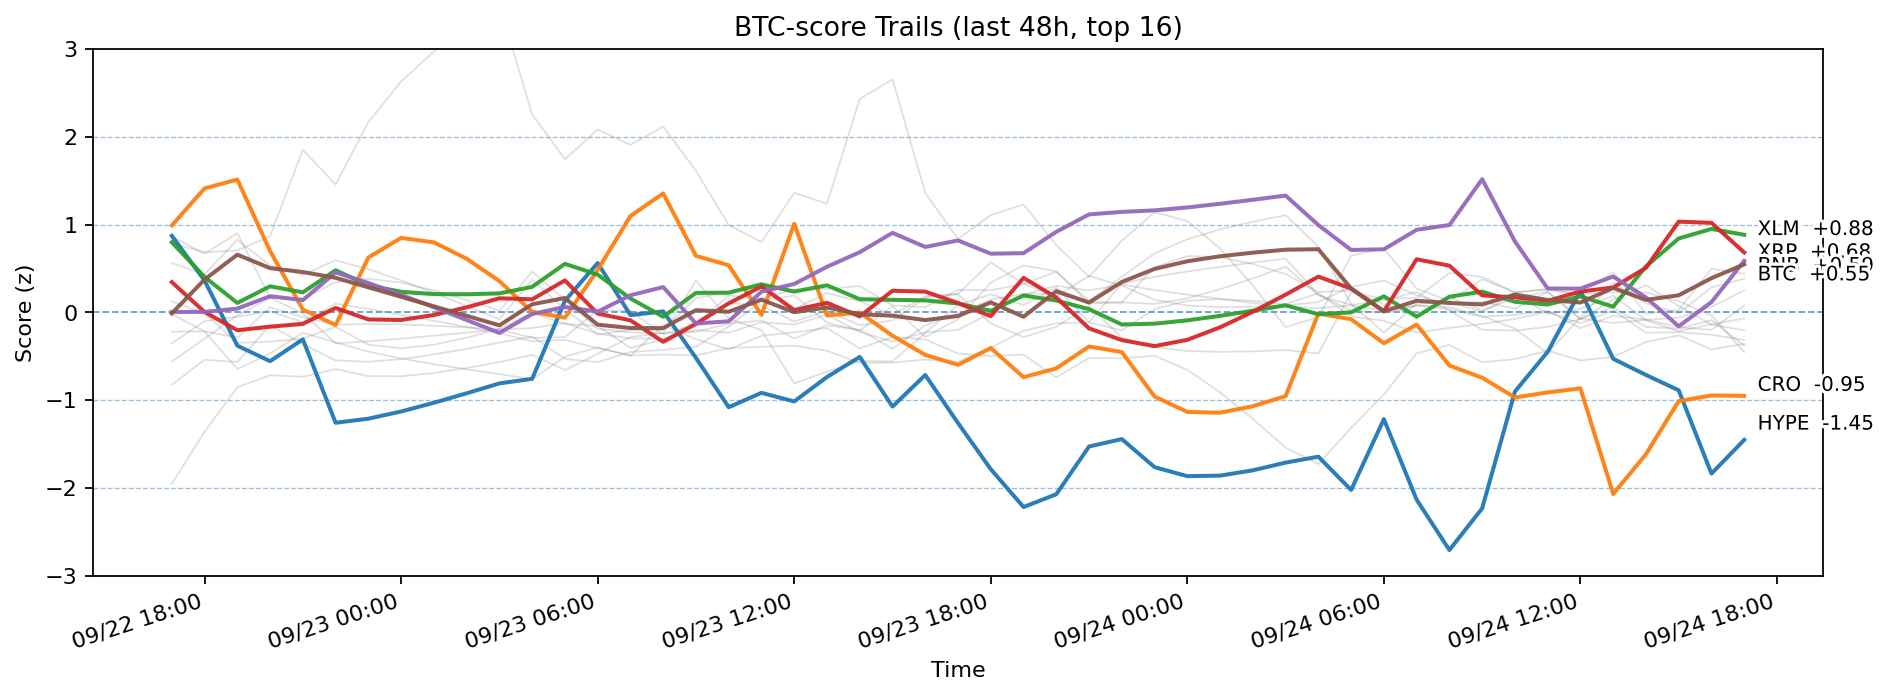 BTC-score Trails (last 48h, top 16)
Score (z)
3
2
1
0
−1
−2
−3
XLM +0.88
XRP +0.68
BTC +0.55
CRO -0.95
HYPE -1.45
09/22 18:00
09/23 00:00
09/23 06:00
09/23 12:00
09/23 18:00
09/24 00:00
09/24 06:00
09/24 12:00
09/24 18:00
Time